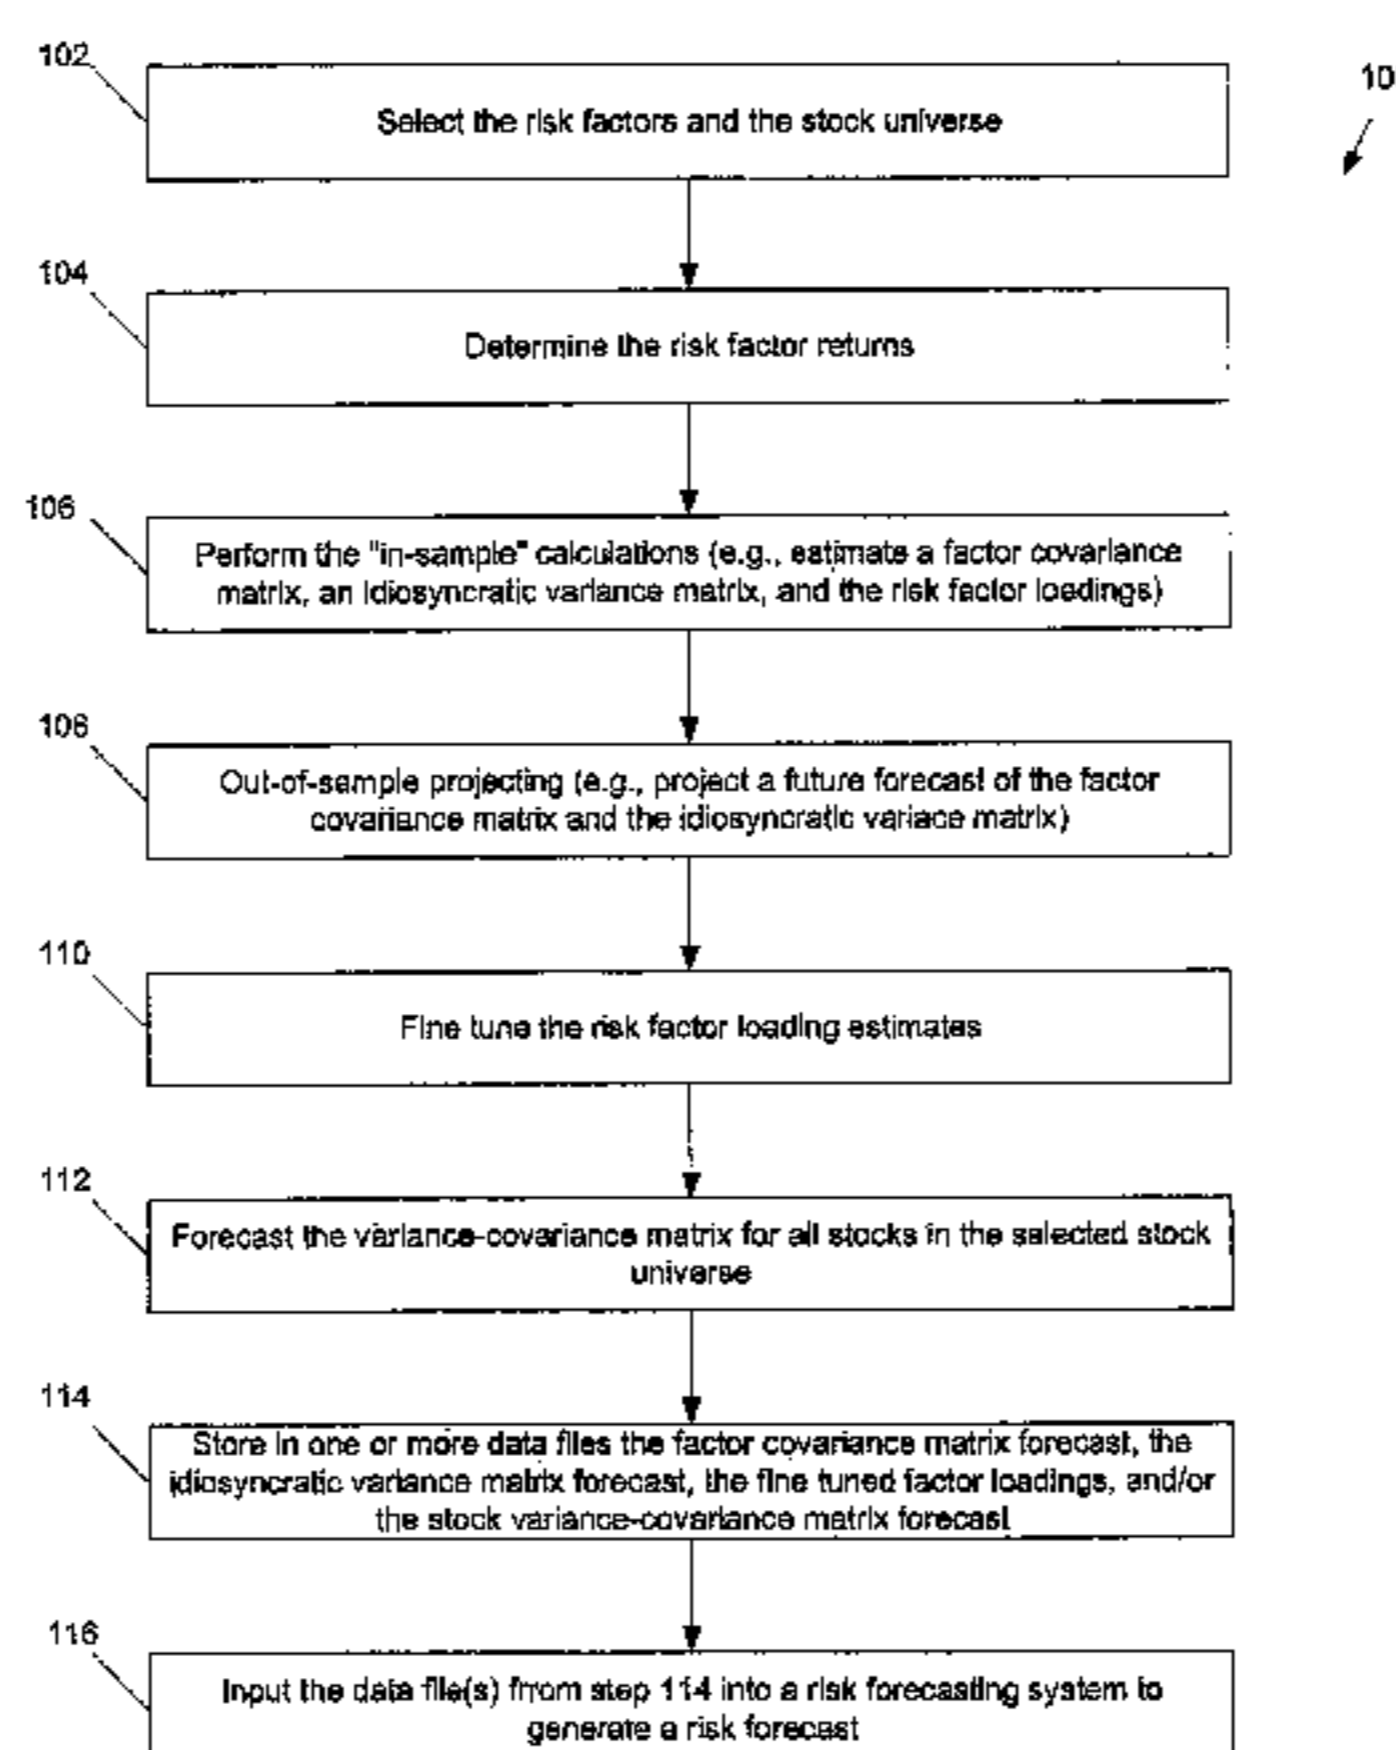 102
10
Select the risk factors and the stock universe
104
Determine the risk factor returns
106
Perform the "in-sample" calculations (e.g., estimate a factor covariance
matrix, an idiosyncratic variance matrix, and the risk factor loadings)
108
Out-of-sample projecting (e.g., project a future forecast of the factor
covariance matrix and the idiosyncratic variace matrix)
110
Fine tune the risk factor loading estimates
112
Forecast the variance-covariance matrix for all stocks in the selected stock
universe
114
Store in one or more data files the factor covariance matrix forecast, the
idiosyncratic variance matrix forecast, the fine tuned factor loadings, and/or
the stock variance-covariance matrix forecast
116
Input the data file(s) from step 114 into a risk forecasting system to
generate a risk forecast